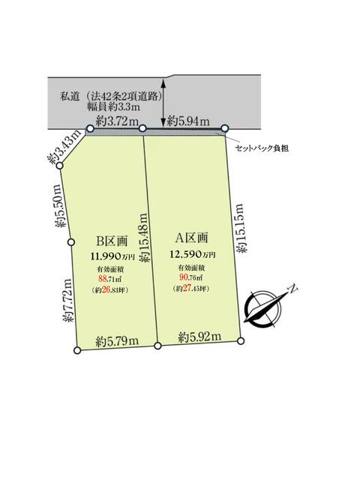 私道（法42条2項道路）
幅員約3.3m
約3.72m
約5.94m
セットバック負担
約3.43m
約5.50m
約7.72m
約15.48m
約15.15m
B区画
11,990万円
有効面積
88.71㎡
（約26.83坪）
A区画
12,590万円
有効面積
90.76㎡
（約27.45坪）
N
約5.79m
約5.92m